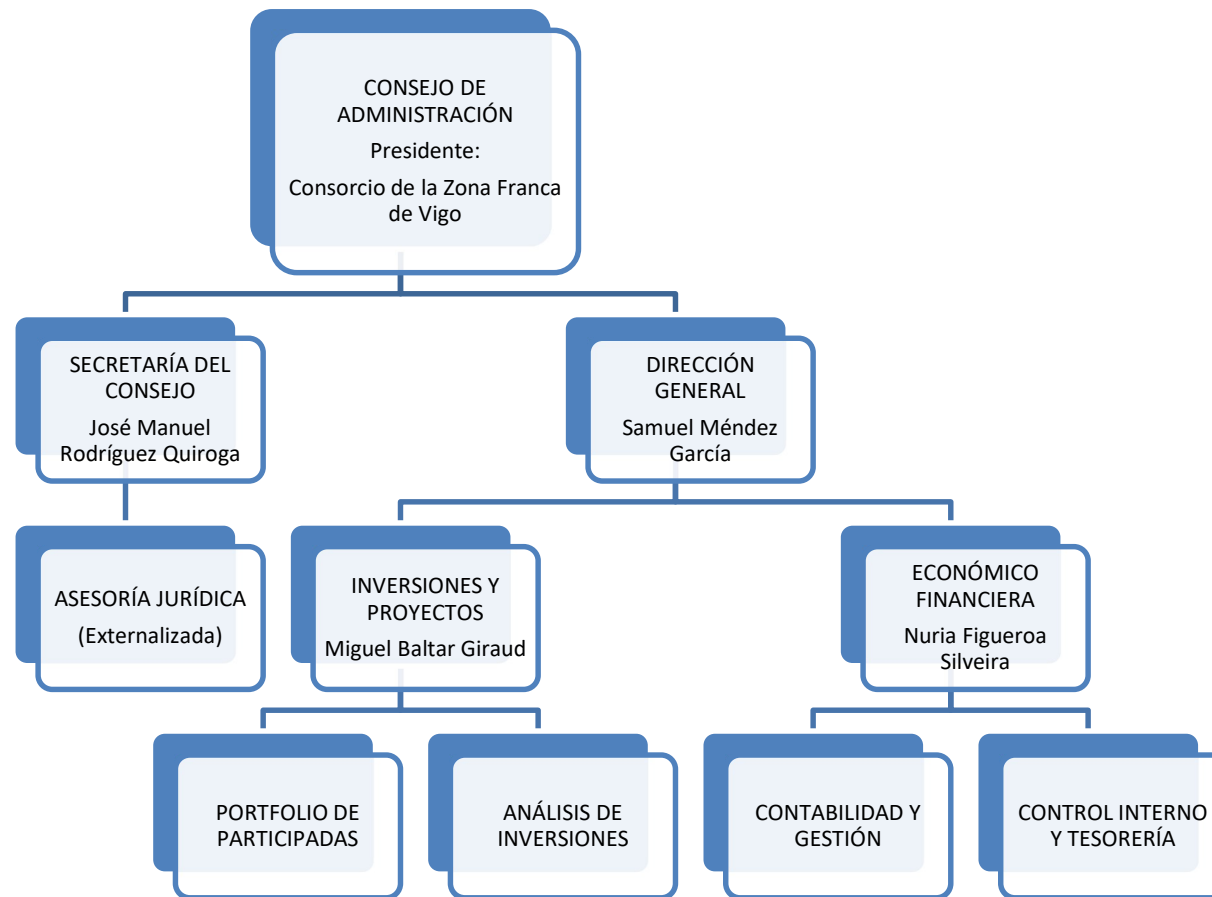 CONSEJO DE
ADMINISTRACIÓN
Presidente:
Consorcio de la Zona Franca
de Vigo
SECRETARÍA DEL
CONSEJO
José Manuel
Rodríguez Quiroga
DIRECCIÓN
GENERAL
Samuel Méndez
García
ASESORÍA JURÍDICA
(Externalizada)
INVERSIONES Y
PROYECTOS
Miguel Baltar Giraud
ECONÓMICO
FINANCIERA
Nuria Figueroa
Silveira
PORTFOLIO DE
PARTICIPADAS
ANÁLISIS DE
INVERSIONES
CONTABILIDAD Y
GESTIÓN
CONTROL INTERNO
Y TESORERÍA